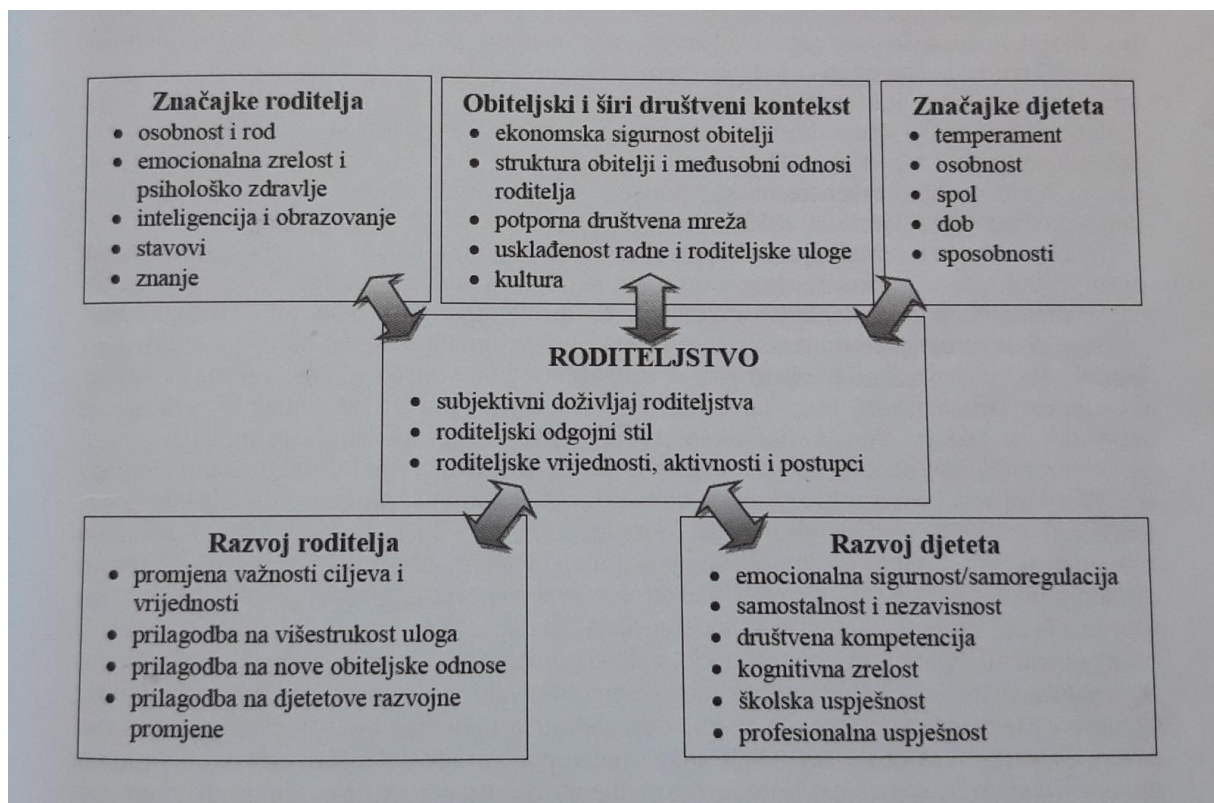 Značajke roditelja
• osobnost i rod
• emocionalna zrelost i
psihološko zdravlje
• inteligencija i obrazovanje
• stavovi
• znanje
Obiteljski i širi društveni kontekst
• ekonomska sigurnost obitelji
• struktura obitelji i međusobni odnosi
roditelja
• potporna društvena mreža
• usklađenost radne i roditeljske uloge
• kultura
Značajke djeteta
• temperament
• osobnost
• spol
• dob
• sposobnosti
RODITELJSTVO
• subjektivni doživljaj roditeljstva
• roditeljski odgojni stil
• roditeljske vrijednosti, aktivnosti i postupci
Razvoj roditelja
• promjena važnosti ciljeva i
vrijednosti
• prilagodba na višestrukost uloga
• prilagodba na nove obiteljske odnose
• prilagodba na djetetove razvojne
promjene
Razvoj djeteta
• emocionalna sigurnost/samoregulacija
• samostalnost i nezavisnost
• društvena kompetencija
• kognitivna zrelost
• školska uspješnost
• profesionalna uspješnost